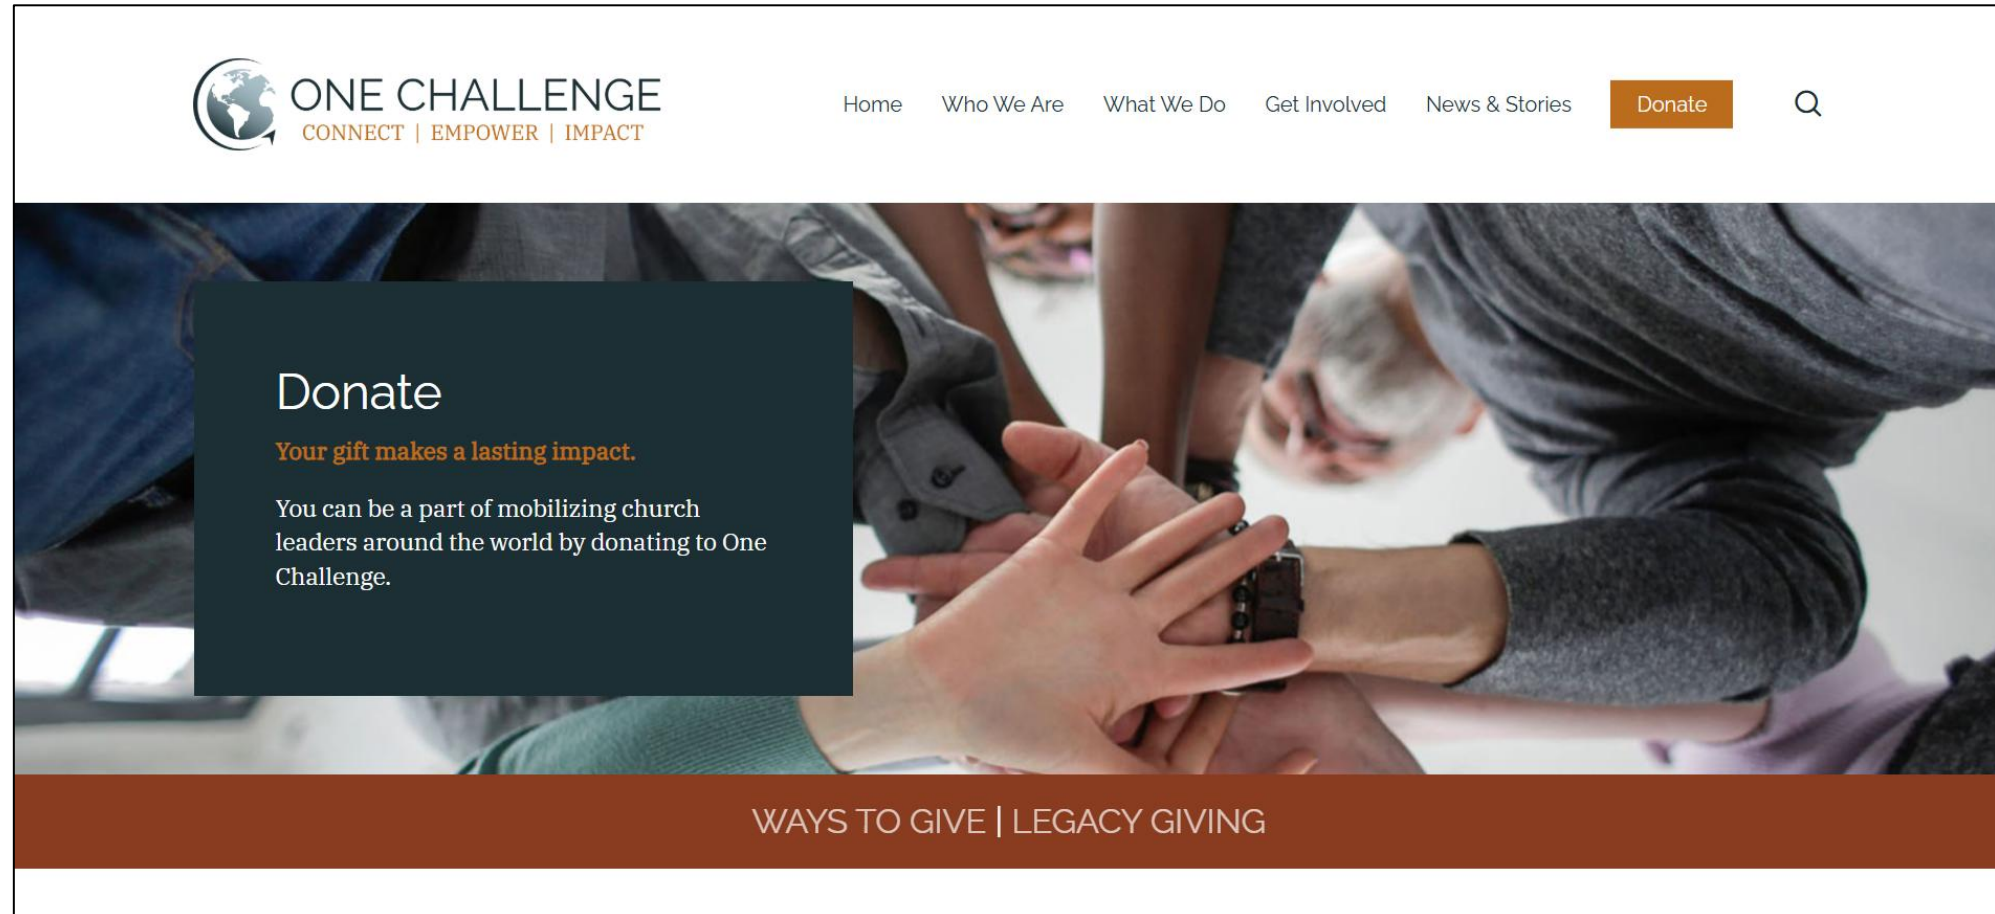 ONE CHALLENGE
CONNECT | EMPOWER | IMPACT
Home Who We Are What We Do Get Involved News & Stories Donate
Donate
Your gift makes a lasting impact.
You can be a part of mobilizing church
leaders around the world by donating to One
Challenge.
WAYS TO GIVE | LEGACY GIVING